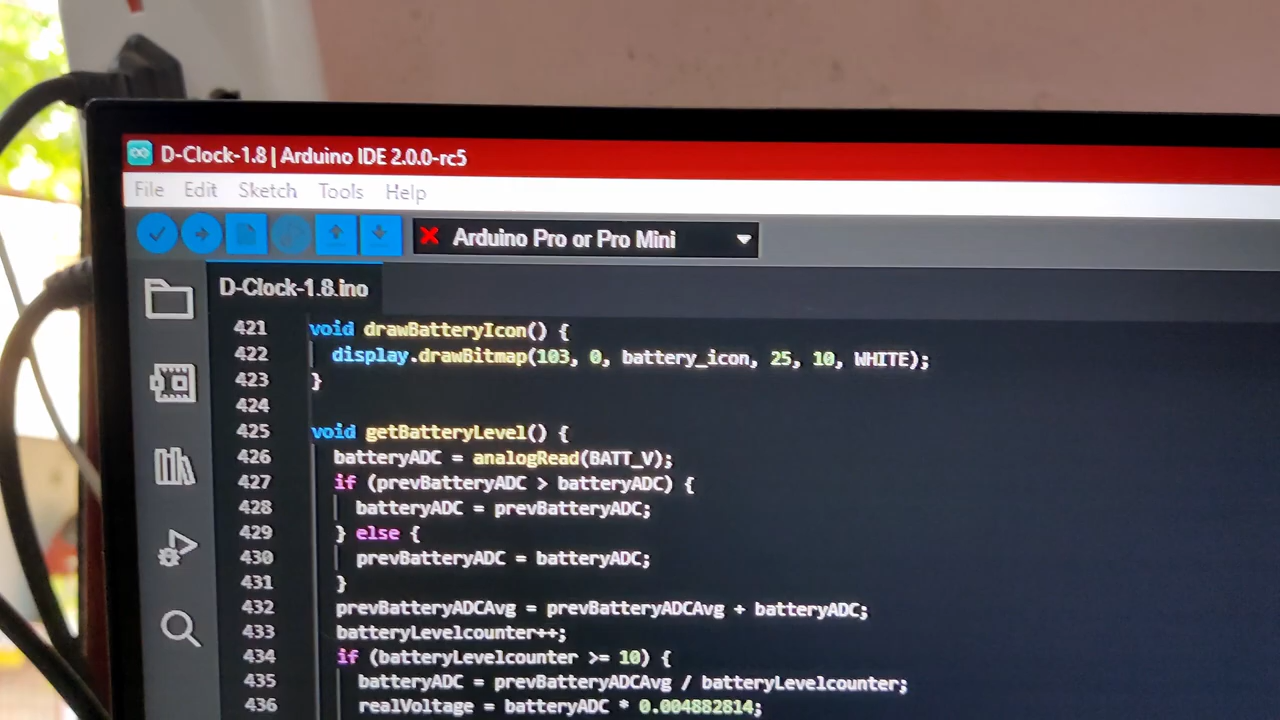 D-Clock-1.8 | Arduino IDE 2.0.0-rc5
File Edit Sketch Tools Help
Arduino Pro or Pro Mini
D-Clock-1.8.ino
421 void drawBatteryIcon() {
422 display.drawBitmap(103, 0, battery_icon, 25, 10, WHITE);
423 }
424
425 void getBatteryLevel() {
426 batteryADC = analogRead(BATT_V);
427 if (prevBatteryADC > batteryADC) {
428 batteryADC = prevBatteryADC;
429 } else {
430 prevBatteryADC = batteryADC;
431 }
432 prevBatteryADCAvg = prevBatteryADCAvg + batteryADC;
433 batteryLevelcounter++;
434 if (batteryLevelcounter >= 10) {
435 batteryADC = prevBatteryADCAvg / batteryLevelcounter;
436 realVoltage = batteryADC * 0.004882814;